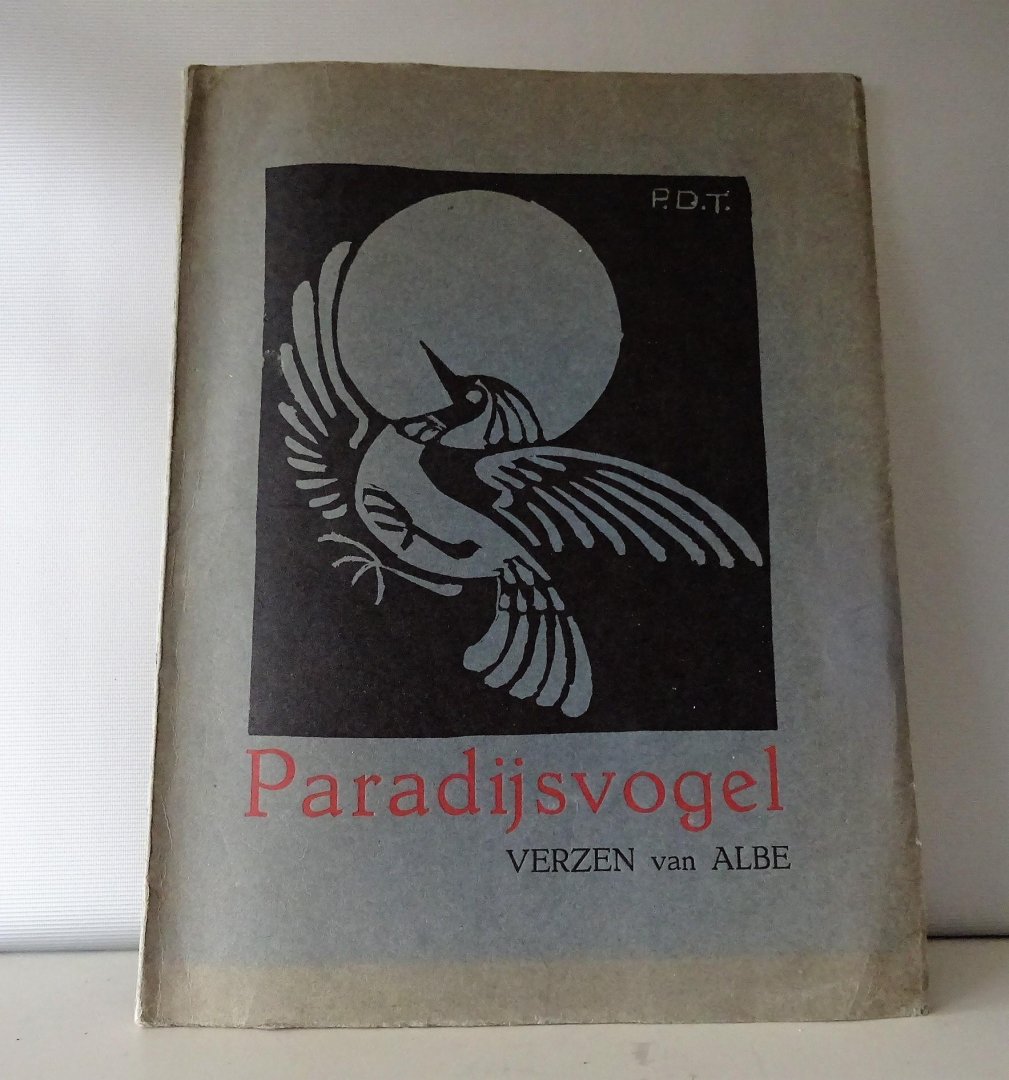 P.D.T.
Paradijsvogel
VERZEN van ALBE